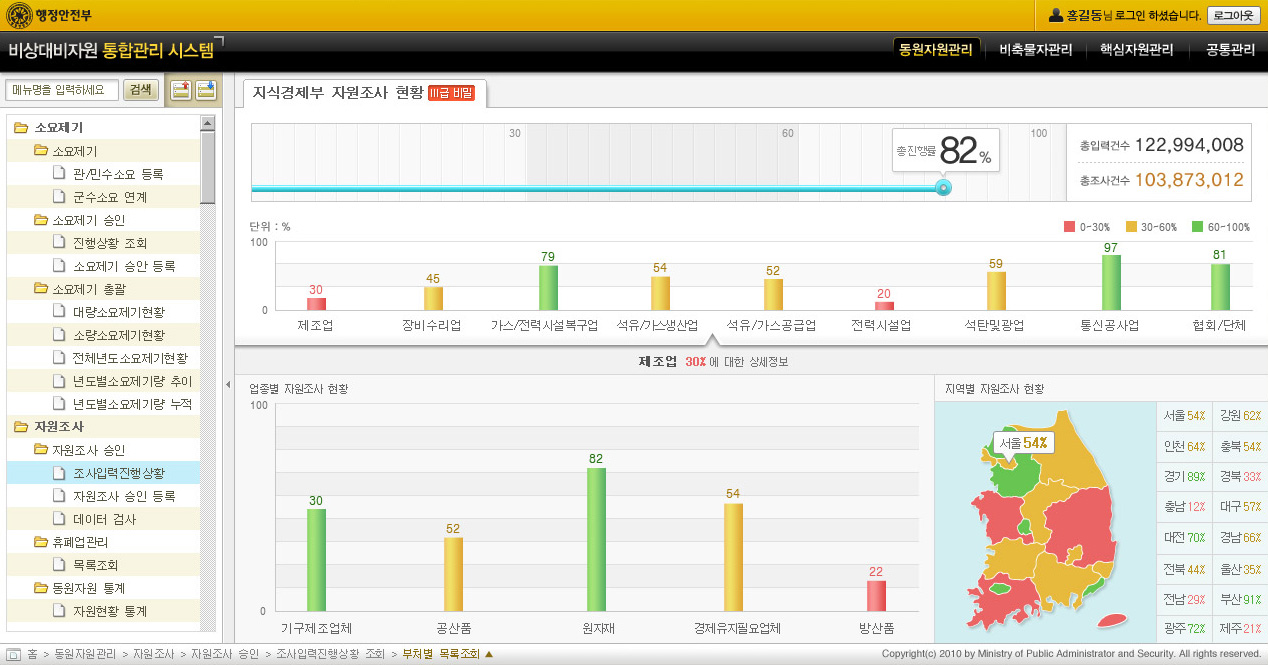 행정안전부
홍길동님 로그인 하셨습니다. 로그아웃
비상대비자원 통합관리 시스템
동원자원관리 비축물자관리 핵심자원관리 공통관리
메뉴명을 입력하세요 검색
소요제기
소요제기
관/민수소요 등록
군수소요 연계
소요제기 승인
진행상황 조회
소요제기 승안 등록
소요제기 총괄
대량소요제기현황
소량소요제기현황
전체년도소요제기현황
년도별소요제기량 추이
년도별소요제기량 누적
자원조사
자원조사 승인
조사입력진행상황
자원조사 승인 등록
데이터 검사
휴폐업관리
목록조회
동원자원 통계
자원현황 통계
지식경제부 자원조사 현황 III급 비밀
30 60 100
총진행률 82%
총입력건수 122,994,008
총조사건수 103,873,012
단위 : %
0~30% 30~60% 60~100%
100
0
30 45 79 54 52 20 59 97 81
제조업 장비수리업 가스/전력시설복구업 석유/가스생산업 석유/가스공급업 전력시설업 석탄및광업 통신공사업 협회/단체
제조업 30%에 대한 상세정보
업종별 자원조사 현황
100
0
30 52 82 54 22
기구제조업체 공산품 원자재 경제유지필요업체 방산품
지역별 자원조사 현황
서울 54%
서울 54% 강원 62%
인천 64% 충북 54%
경기 89% 경북 33%
충남 12% 대구 57%
대전 70% 경남 66%
전북 44% 울산 35%
전남 29% 부산 91%
광주 72% 제주 21%
홈 > 동원자원관리 > 자원조사 > 자원조사 승인 > 조사입력진행상황 조회 > 부처별 목록조회 ▲
Copyright(c) 2010 by Ministry of Public Administrator and Security. All rights reserved.